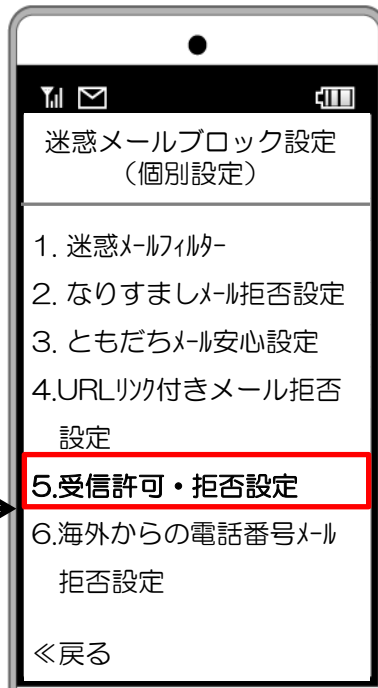 迷惑メールブロック設定
（個別設定）
1. 迷惑ﾒｰﾙﾌｨﾙﾀｰ
2. なりすましﾒｰﾙ拒否設定
3. ともだちﾒｰﾙ安心設定
4.URLﾘﾝｸ付きメール拒否
設定
5.受信許可・拒否設定
6.海外からの電話番号ﾒｰﾙ
拒否設定
≪戻る